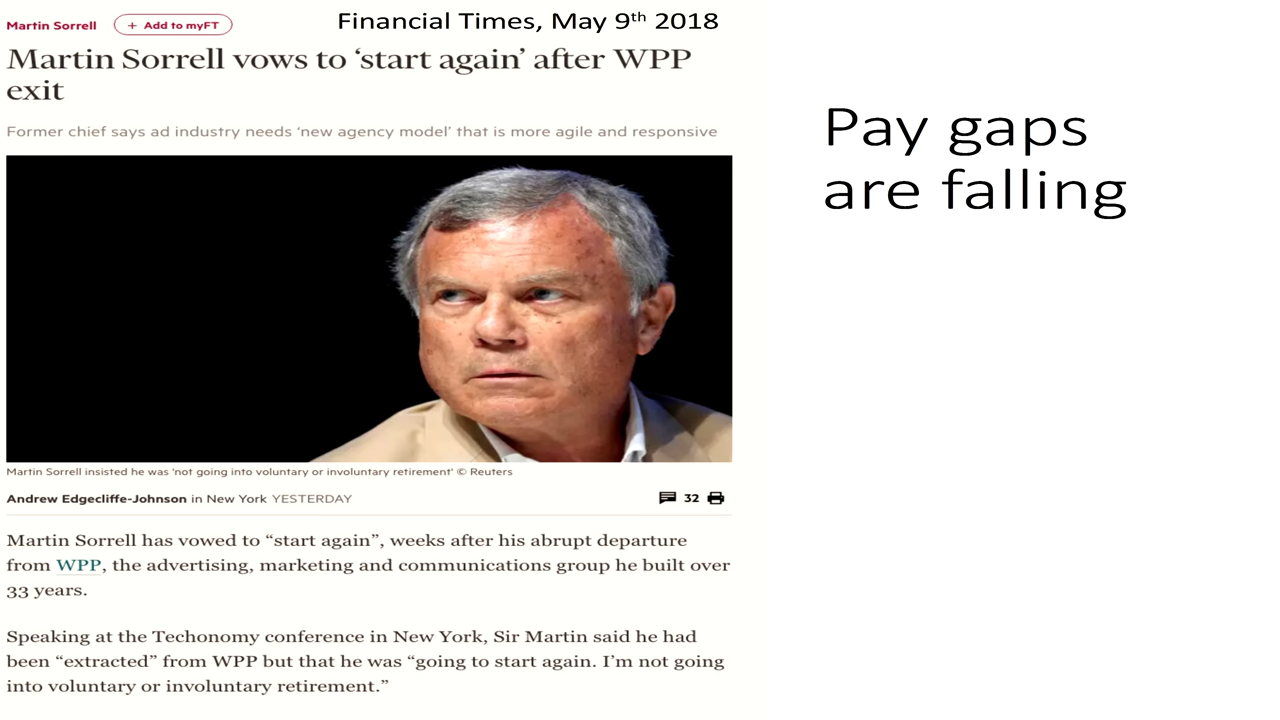 Martin Sorrell + Add to myFT Financial Times, May 9th 2018
Martin Sorrell vows to ‘start again’ after WPP
exit
Former chief says ad industry needs ‘new agency model’ that is more agile and responsive
Martin Sorrell insisted he was 'not going into voluntary or involuntary retirement' © Reuters
Andrew Edgecliffe-Johnson in New York YESTERDAY 32
Martin Sorrell has vowed to “start again”, weeks after his abrupt departure
from WPP, the advertising, marketing and communications group he built over
33 years.
Speaking at the Techonomy conference in New York, Sir Martin said he had
been “extracted” from WPP but that he was “going to start again. I’m not going
into voluntary or involuntary retirement.”
Pay gaps
are falling